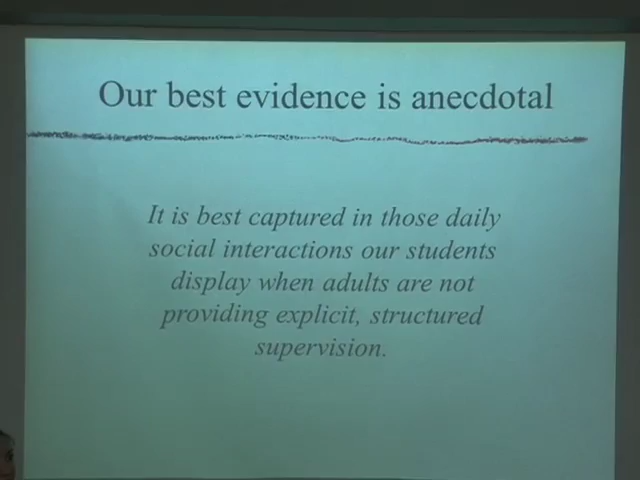 Our best evidence is anecdotal
It is best captured in those daily
social interactions our students
display when adults are not
providing explicit, structured
supervision.